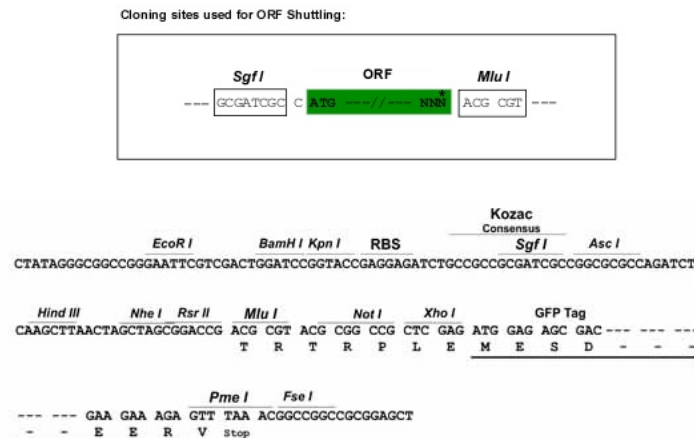 Cloning sites used for ORF Shuttling:
Sgf I ORF Mlu I
--- GCGATCGC C ATG ---//--- NNN* ACG CGT ---
Kozac
Consensus
EcoR I BamH I Kpn I RBS Sgf I Asc I
CTATAGGGCGGCCGGGAATTCGTCGACTGGATCCGGTACCGAGGAGATCTGCCGCCGCGATCGCCGGCGCGCCAGATCT
Hind III Nhe I Rsr II Mlu I Not I Xho I GFP Tag
CAAGCTTAACTAGCTAGCGGACCG ACG CGT ACG CGG CCG CTC GAG ATG GAG AGC GAC --- --- ---
T R T R P L E M E S D - - -
Pme I Fse I
--- --- GAA GAA AGA GTT TAA ACGGCCGGCCGCGGAGCT
- - E E R V Stop